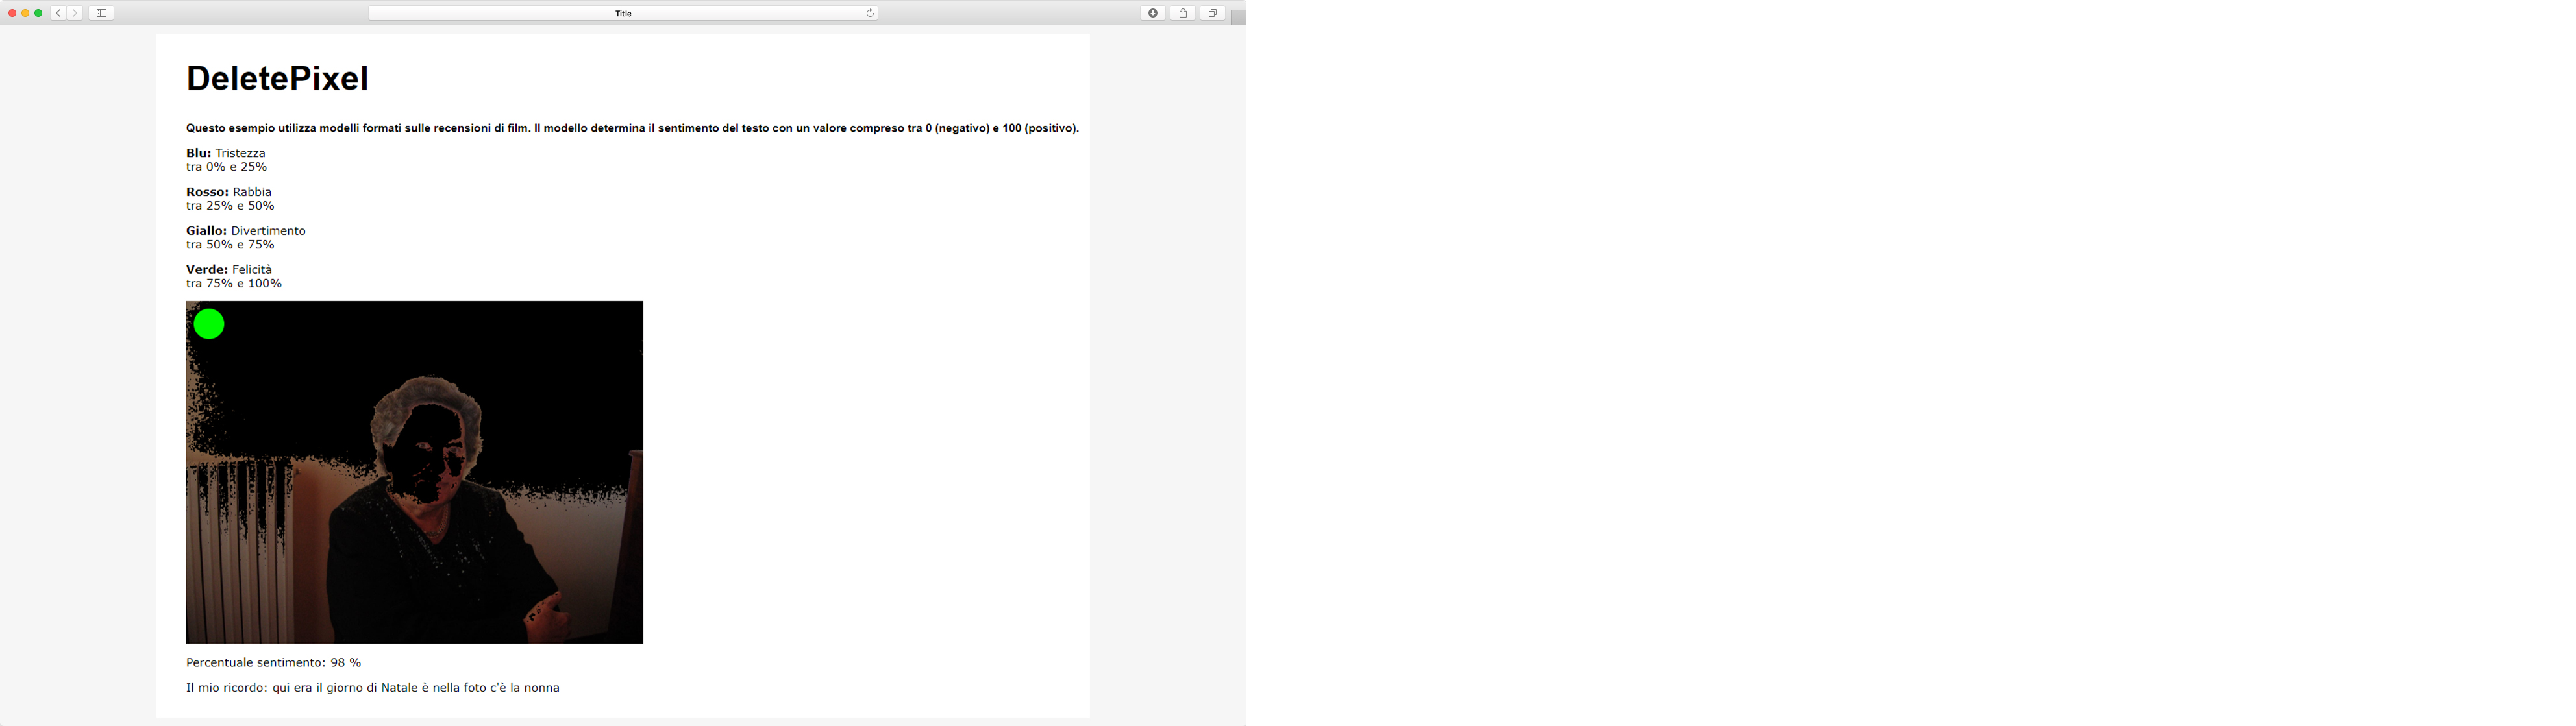 Title
DeletePixel
Questo esempio utilizza modelli formati sulle recensioni di film. Il modello determina il sentimento del testo con un valore compreso tra 0 (negativo) e 100 (positivo).
Blu: Tristezza
tra 0% e 25%
Rosso: Rabbia
tra 25% e 50%
Giallo: Divertimento
tra 50% e 75%
Verde: Felicità
tra 75% e 100%
Percentuale sentimento: 98 %
Il mio ricordo: qui era il giorno di Natale è nella foto c'è la nonna